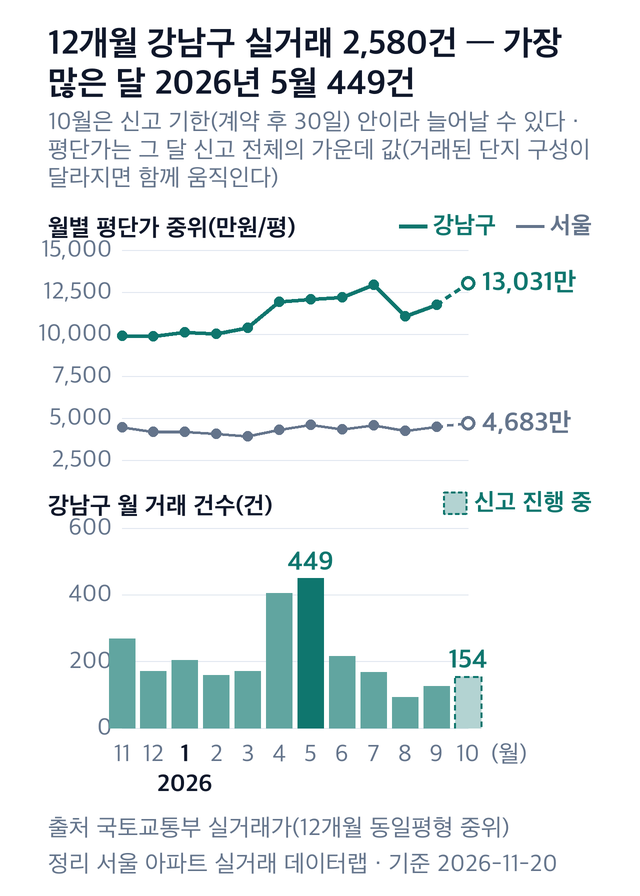 12개월 강남구 실거래 2,580건 — 가장
많은 달 2026년 5월 449건
10월은 신고 기한(계약 후 30일) 안이라 늘어날 수 있다 ·
평단가는 그 달 신고 전체의 가운데 값(거래된 단지 구성이
달라지면 함께 움직인다)
월별 평단가 중위(만원/평)
강남구 서울
15,000
12,500
13,031만
10,000
7,500
5,000
4,683만
2,500
강남구 월 거래 건수(건)
신고 진행 중
600
449
400
154
200
0
11 12 1 2 3 4 5 6 7 8 9 10 (월)
2026
출처 국토교통부 실거래가(12개월 동일평형 중위)
정리 서울 아파트 실거래 데이터랩 · 기준 2026-11-20